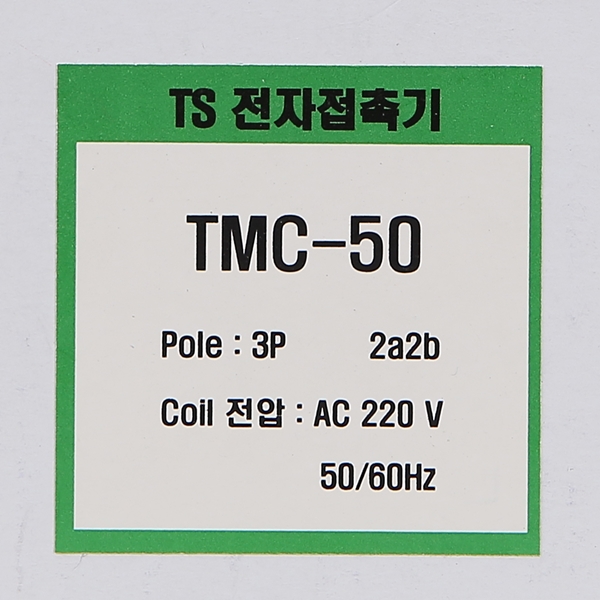 TS 전자접촉기
TMC-50
Pole : 3P 2a2b
Coil 전압 : AC 220 V
50/60Hz